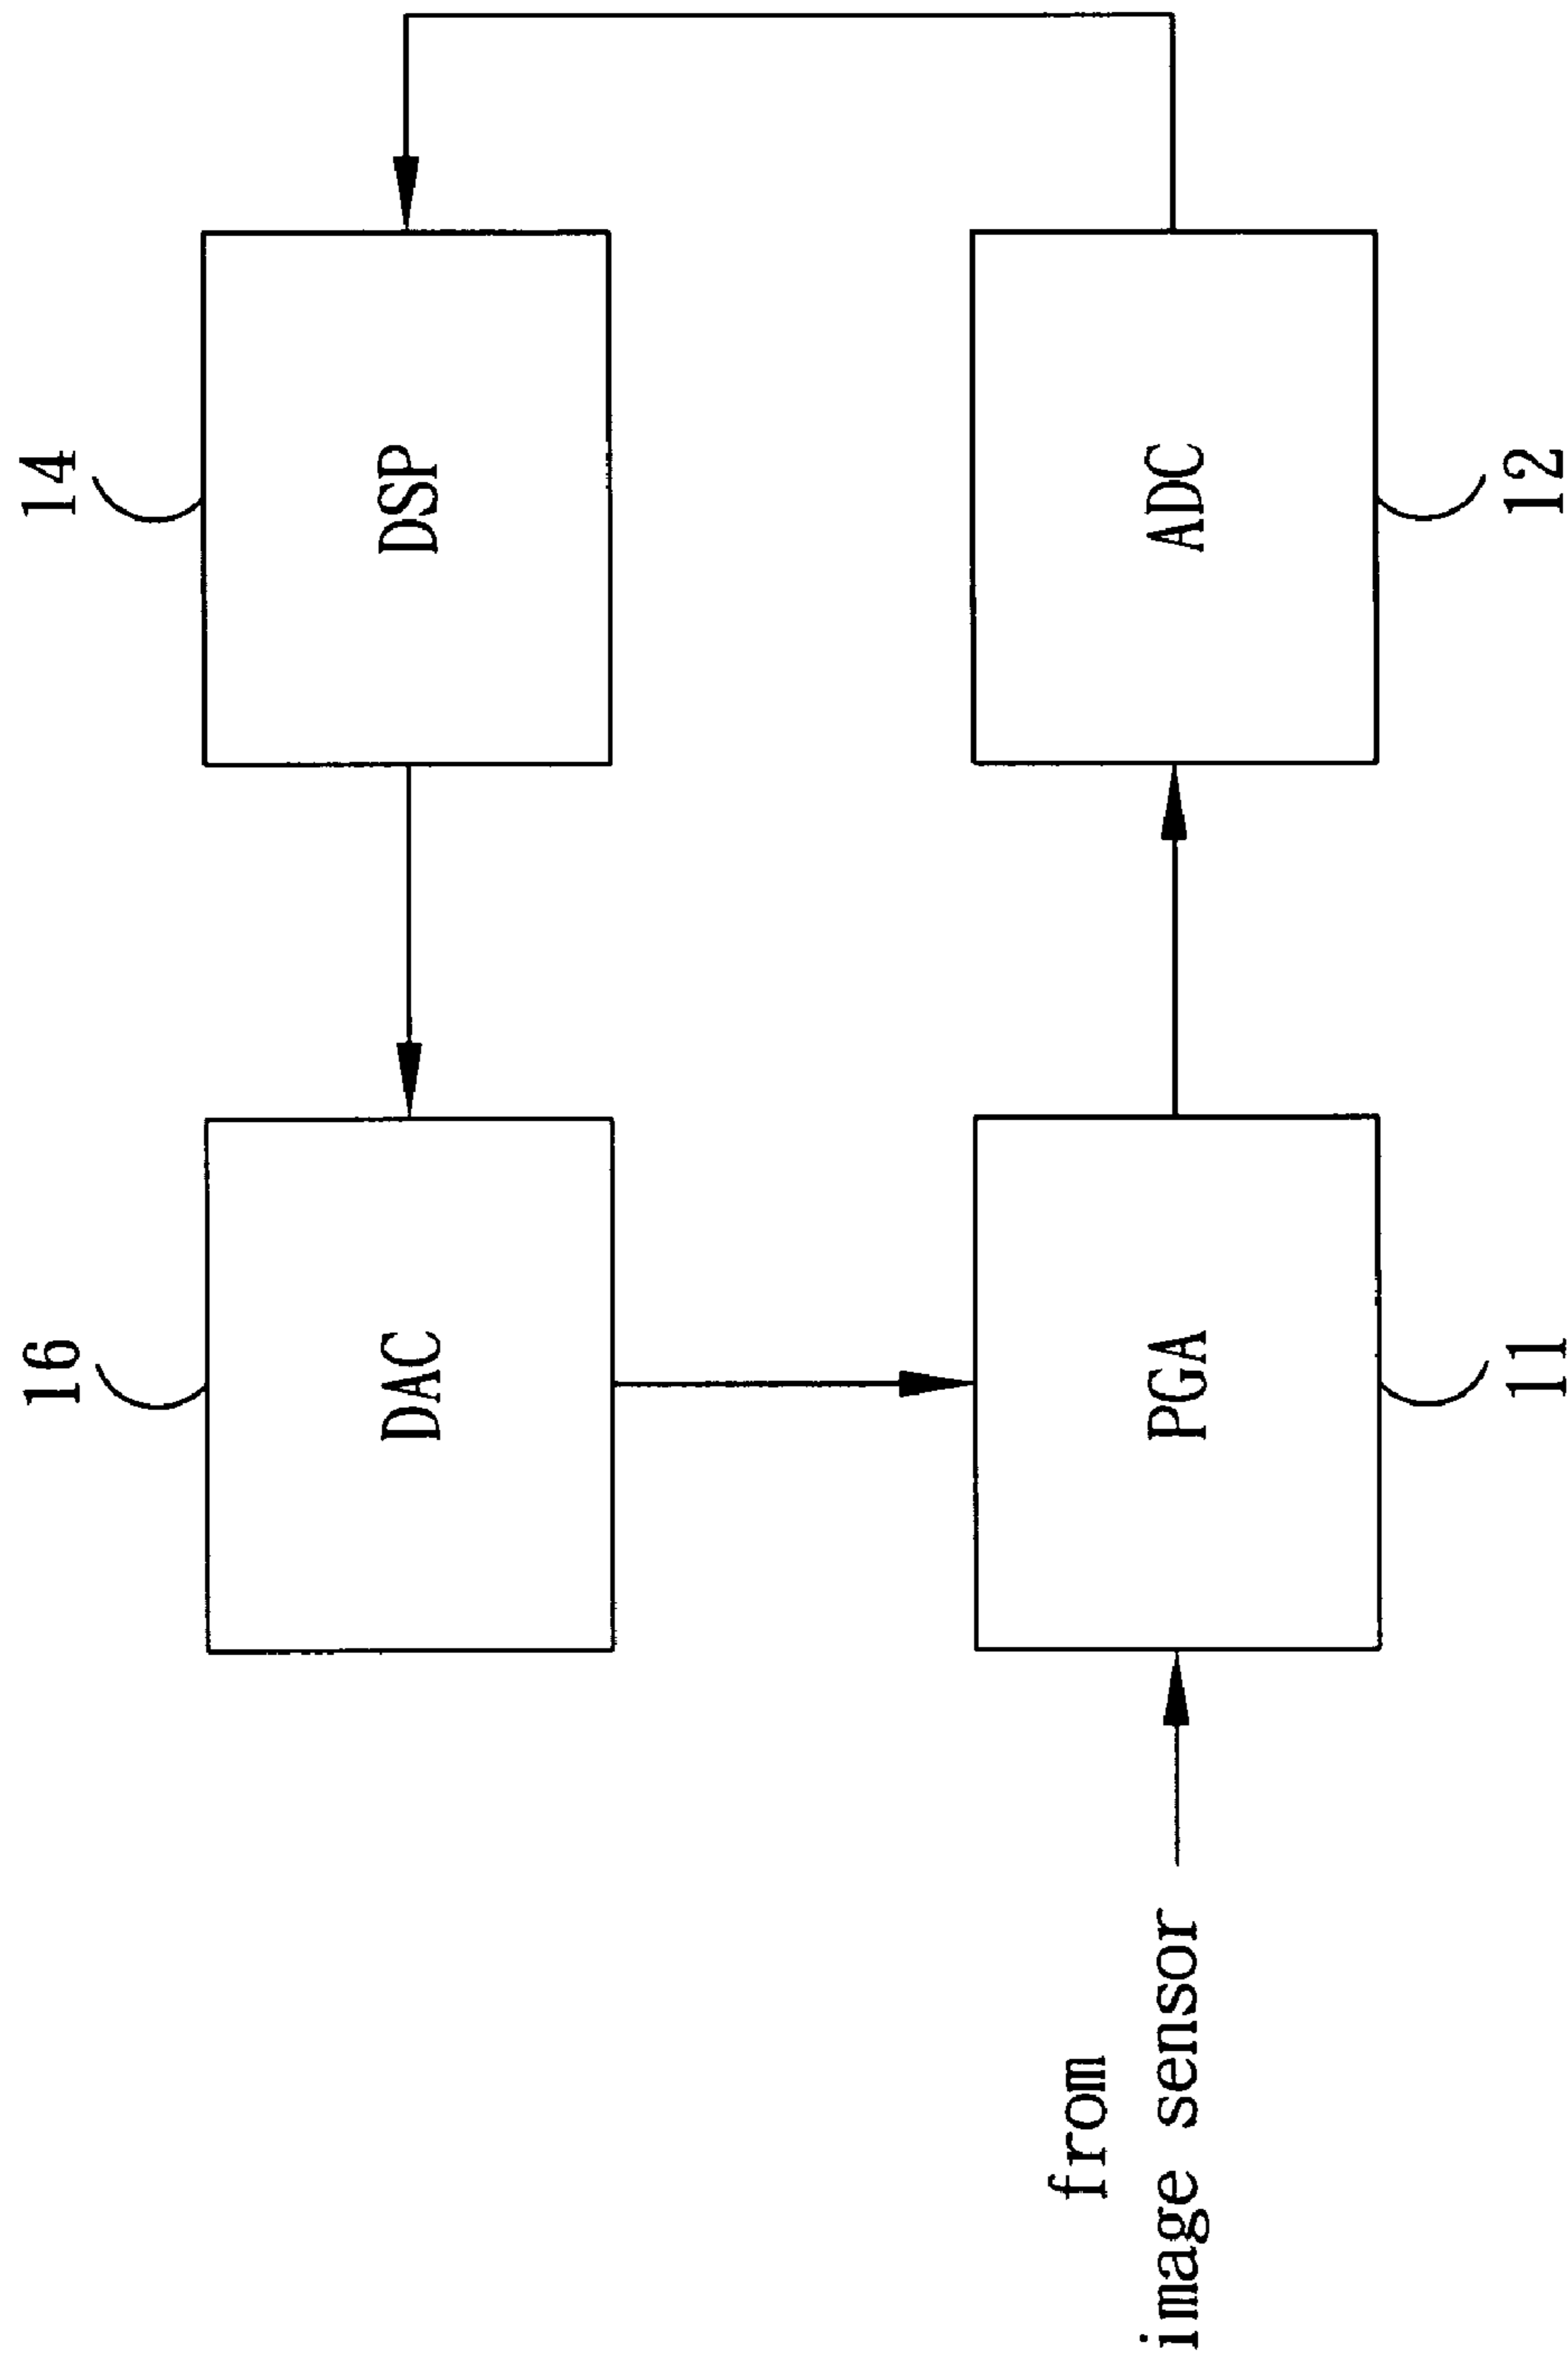 16
14
DAC
DSP
from
image sensor
PGA
ADC
11
12